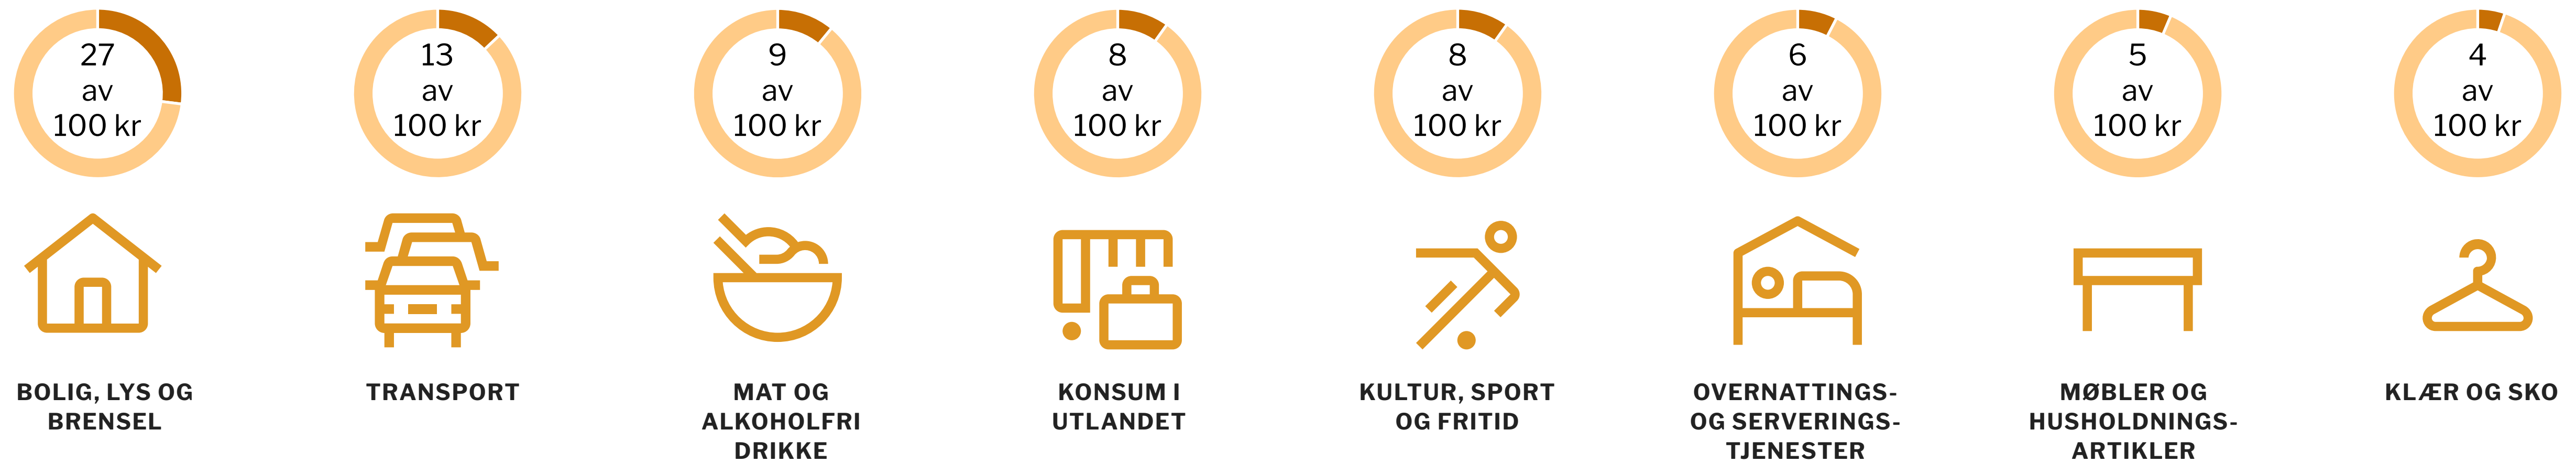 27
av
100 kr
BOLIG, LYS OG
BRENSEL
13
av
100 kr
TRANSPORT
9
av
100 kr
MAT OG
ALKOHOLFRI
DRIKKE
8
av
100 kr
KONSUM I
UTLANDET
8
av
100 kr
KULTUR, SPORT
OG FRITID
6
av
100 kr
OVERNATTINGS-
OG SERVERINGS-
TJENESTER
5
av
100 kr
MØBLER OG
HUSHOLDNINGS-
ARTIKLER
4
av
100 kr
KLÆR OG SKO